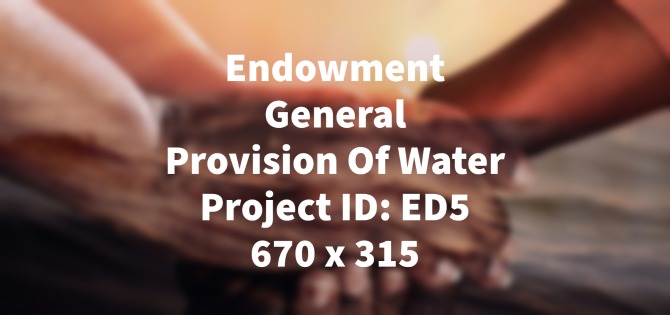 Endowment
General
Provision Of Water
Project ID: ED5
670 x 315